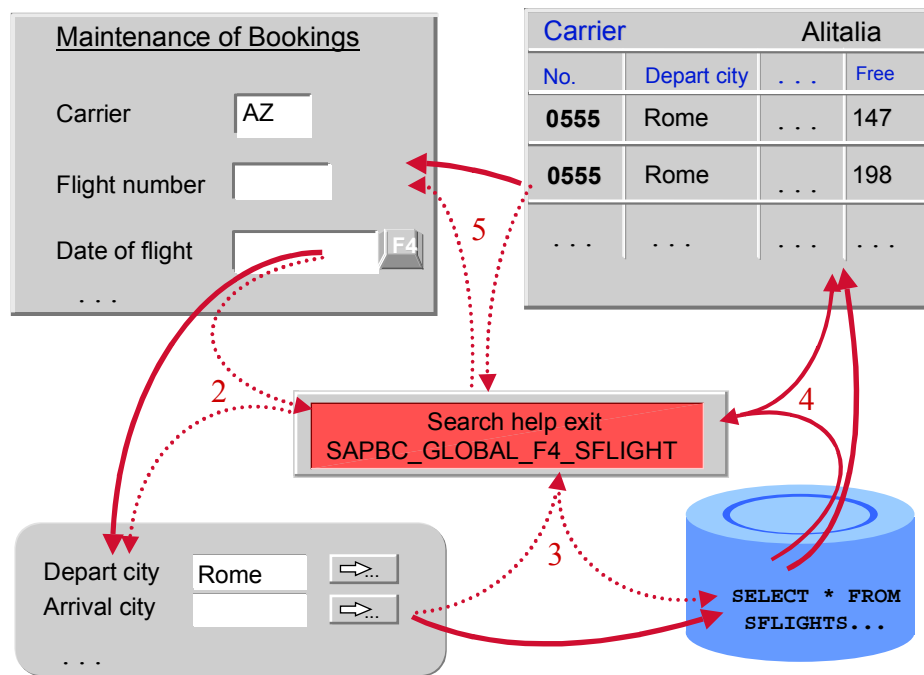 Maintenance of Bookings
Carrier AZ
Flight number
Date of flight F4
. . .
Carrier Alitalia
No. Depart city . . . Free
0555 Rome . . . 147
0555 Rome . . . 198
. . . . . . . . . . . .
5
2
4
Search help exit
SAPBC_GLOBAL_F4_SFLIGHT
3
Depart city Rome ...
Arrival city ...
. . .
SELECT * FROM
SFLIGHTS...